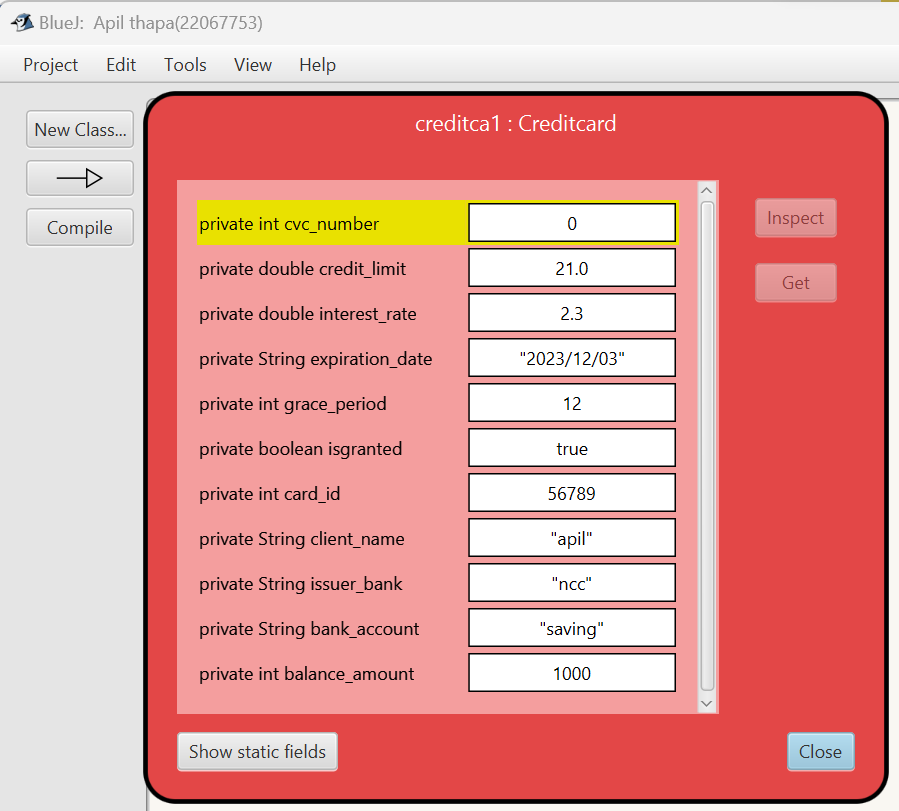 BlueJ:  Apil thapa(22067753)
Project Edit Tools View Help
New Class...
Compile
creditca1 : Creditcard
private int cvc_number 0
private double credit_limit 21.0
private double interest_rate 2.3
private String expiration_date "2023/12/03"
private int grace_period 12
private boolean isgranted true
private int card_id 56789
private String client_name "apil"
private String issuer_bank "ncc"
private String bank_account "saving"
private int balance_amount 1000
Inspect
Get
Show static fields
Close